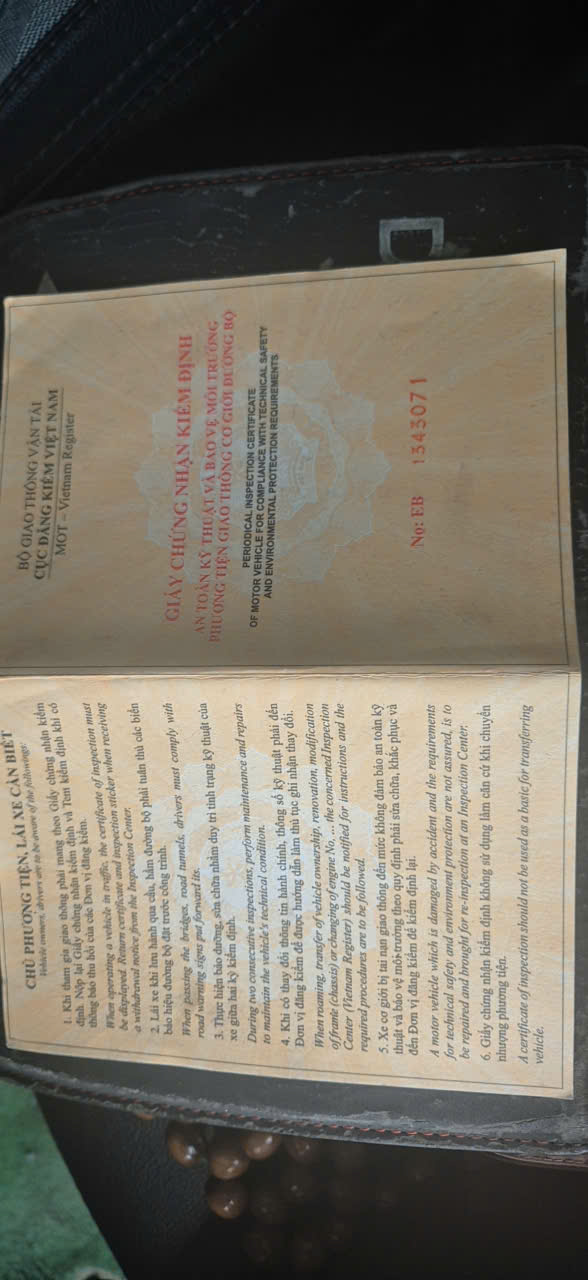 BỘ GIAO THÔNG VẬN TẢI
CỤC ĐĂNG KIỂM VIỆT NAM
MOT – Vietnam Register
GIẤY CHỨNG NHẬN KIỂM ĐỊNH
AN TOÀN KỸ THUẬT VÀ BẢO VỆ MÔI TRƯỜNG
PHƯƠNG TIỆN GIAO THÔNG CƠ GIỚI ĐƯỜNG BỘ
PERIODICAL INSPECTION CERTIFICATE
OF MOTOR VEHICLE FOR COMPLIANCE WITH TECHNICAL SAFETY
AND ENVIRONMENTAL PROTECTION REQUIREMENTS
No: EB 1343071
CHỦ PHƯƠNG TIỆN, LÁI XE CẦN BIẾT
Vehicle owners, drivers are to be aware of the followings:
1. Khi tham gia giao thông phải mang theo Giấy chứng nhận kiểm
định. Nộp lại Giấy chứng nhận kiểm định và Tem kiểm định khi có
thông báo thu hồi của các Đơn vị đăng kiểm.
When operating a vehicle in traffic, the certificate of inspection must
be displayed. Return certificate and inspection sticker when receiving
a withdrawal notice from the Inspection Center.
2. Lái xe khi lưu hành qua cầu, hầm đường bộ phải tuân thủ các biển
báo hiệu đường bộ đặt trước công trình.
When passing the bridges, road tunnels, drivers must comply with
road warning signs put forward its.
3. Thực hiện bảo dưỡng, sửa chữa nhằm duy trì tình trạng kỹ thuật của
xe giữa hai kỳ kiểm định.
During two consecutive inspections, perform maintenance and repairs
to maintain the vehicle's technical condition.
4. Khi có thay đổi thông tin hành chính, thông số kỹ thuật phải đến
Đơn vị đăng kiểm để được hướng dẫn làm thủ tục ghi nhận thay đổi.
When roaming, transfer of vehicle ownership, renovation, modification
of frame (chassis) or changing of engine No, ... the concerned Inspection
Center (Vietnam Register) should be notified for instructions and the
required procedures are to be followed.
5. Xe cơ giới bị tai nạn giao thông đến mức không đảm bảo an toàn kỹ
thuật và bảo vệ môi trường theo quy định phải sửa chữa, khắc phục và
đến Đơn vị đăng kiểm để kiểm định lại.
A motor vehicle which is damaged by accident and the requirements
for technical safety and environment protection are not assured, is to
be repaired and brought for re-inspection at an Inspection Center.
6. Giấy chứng nhận kiểm định không sử dụng làm căn cứ khi chuyển
nhượng phương tiện.
A certificate of inspection should not be used as a basic for transferring
vehicle.